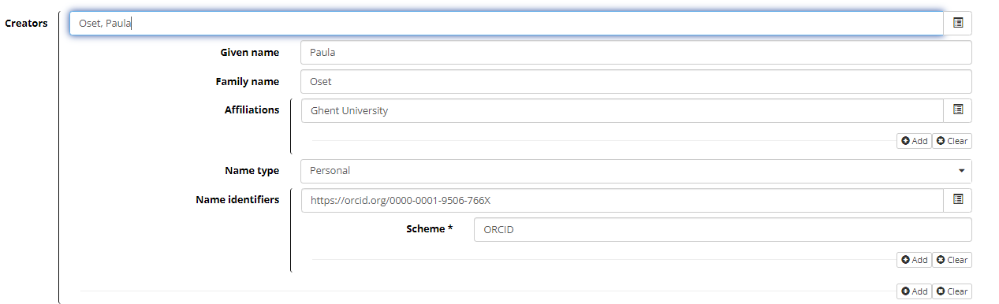 Creators Oset, Paula
Given name Paula
Family name Oset
Affiliations Ghent University
Add Clear
Name type Personal
Name identifiers https://orcid.org/0000-0001-9506-766X
Scheme * ORCID
Add Clear
Add Clear